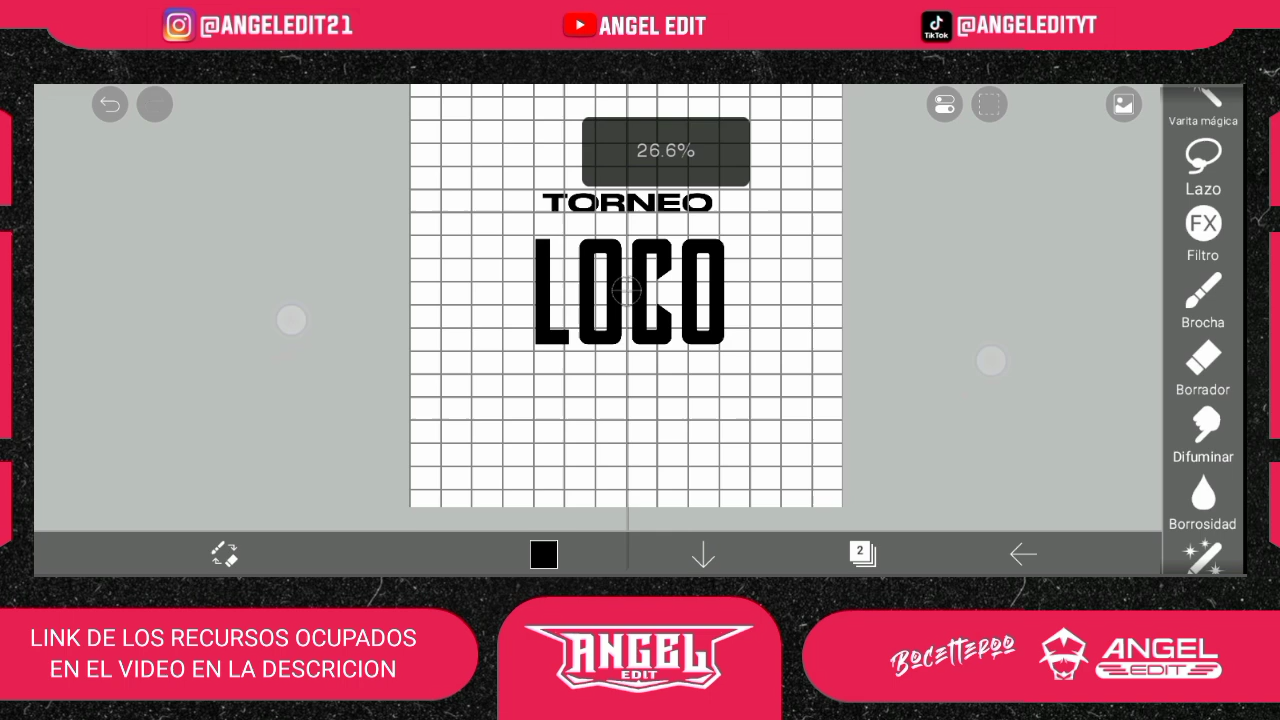 @ANGELEDIT21
ANGEL EDIT
TikTok
@ANGELEDITYT
Varita mágica
26.6%
Lazo
TORNEO
FX
Filtro
LOCO
Brocha
Borrador
Difuminar
Borrosidad
2
LINK DE LOS RECURSOS OCUPADOS
EN EL VIDEO EN LA DESCRICION
ANGEL
EDIT
BOCETTEROO
ANGEL
EDIT